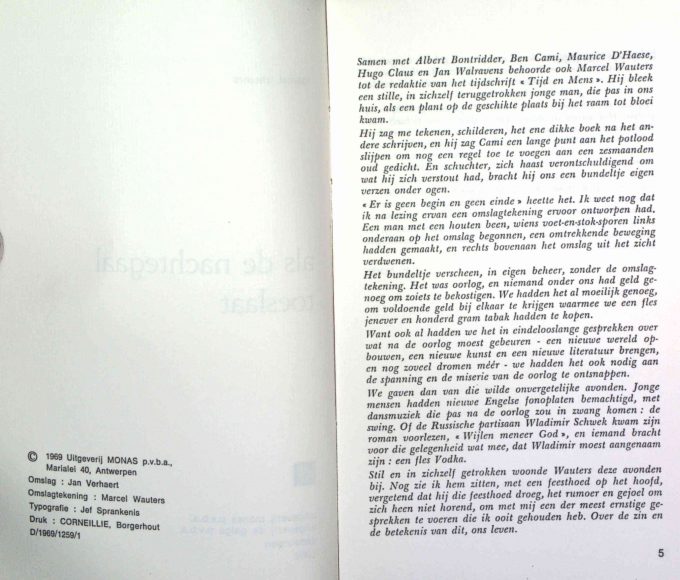 als de nachtegaal
slaat
© 1969 Uitgeverij MONAS p.v.b.a.,
Marialei 40, Antwerpen
Omslag : Jan Verhaert
Omslagtekening : Marcel Wauters
Typografie : Jef Sprankenis
Druk : CORNEILLIE, Borgerhout
D/1969/1259/1
Samen met Albert Bontridder, Ben Cami, Maurice D'Haese,
Hugo Claus en Jan Walravens behoorde ook Marcel Wauters
tot de redaktie van het tijdschrift « Tijd en Mens ». Hij bleek
een stille, in zichzelf teruggetrokken jonge man, die pas in ons
huis, als een plant op de geschikte plaats bij het raam tot bloei
kwam.
Hij zag me tekenen, schilderen, het ene dikke boek na het an-
dere schrijven, en hij zag Cami een lange punt aan het potlood
slijpen om nog een regel toe te voegen aan een zesmaanden
oud gedicht. En schuchter, zich haast verontschuldigend om
wat hij zich verstout had, bracht hij ons een bundeltje eigen
verzen onder ogen.
« Er is geen begin en geen einde » heette het. Ik weet nog dat
ik na lezing ervan een omslagtekening ervoor ontworpen had.
Een man met een houten been, wiens voet-en-stok-sporen links
onderaan op het omslag begonnen, een omtrekkende beweging
hadden gemaakt, en rechts bovenaan het omslag uit het zicht
verdwenen.
Het bundeltje verscheen, in eigen beheer, zonder de omslag-
tekening. Het was oorlog, en niemand onder ons had geld ge-
noeg om zoiets te bekostigen. We hadden het al moeilijk genoeg,
om voldoende geld bij elkaar te krijgen waarmee we een fles
jenever en honderd gram tabak hadden te kopen.
Want ook al hadden we het in eindelooslange gesprekken over
wat na de oorlog moest gebeuren - een nieuwe wereld op-
bouwen, een nieuwe kunst en een nieuwe literatuur brengen,
en nog zoveel dromen méér - we hadden het ook nodig aan
de spanning en de miserie van de oorlog te ontsnappen.
We gaven dan van die wilde onvergetelijke avonden. Jonge
mensen hadden nieuwe Engelse fonoplaten bemachtigd, met
dansmuziek die pas na de oorlog zou in zwang komen : de
swing. Of de Russische partisaan Wladimir Schwek kwam zijn
roman voorlezen, « Wijlen meneer God », en iemand bracht
voor die gelegenheid wat mee, dat Wladimir moest aangenaam
zijn : een fles Vodka.
Stil en in zichzelf getrokken woonde Wauters deze avonden
bij. Nog zie ik hem zitten, met een feesthoed op het hoofd,
vergetend dat hij die feesthoed droeg, het rumoer en gejoel om
zich heen niet horend, om met mij een der meest ernstige ge-
sprekken te voeren die ik ooit gehouden heb. Over de zin en
de betekenis van dit, ons leven.
5